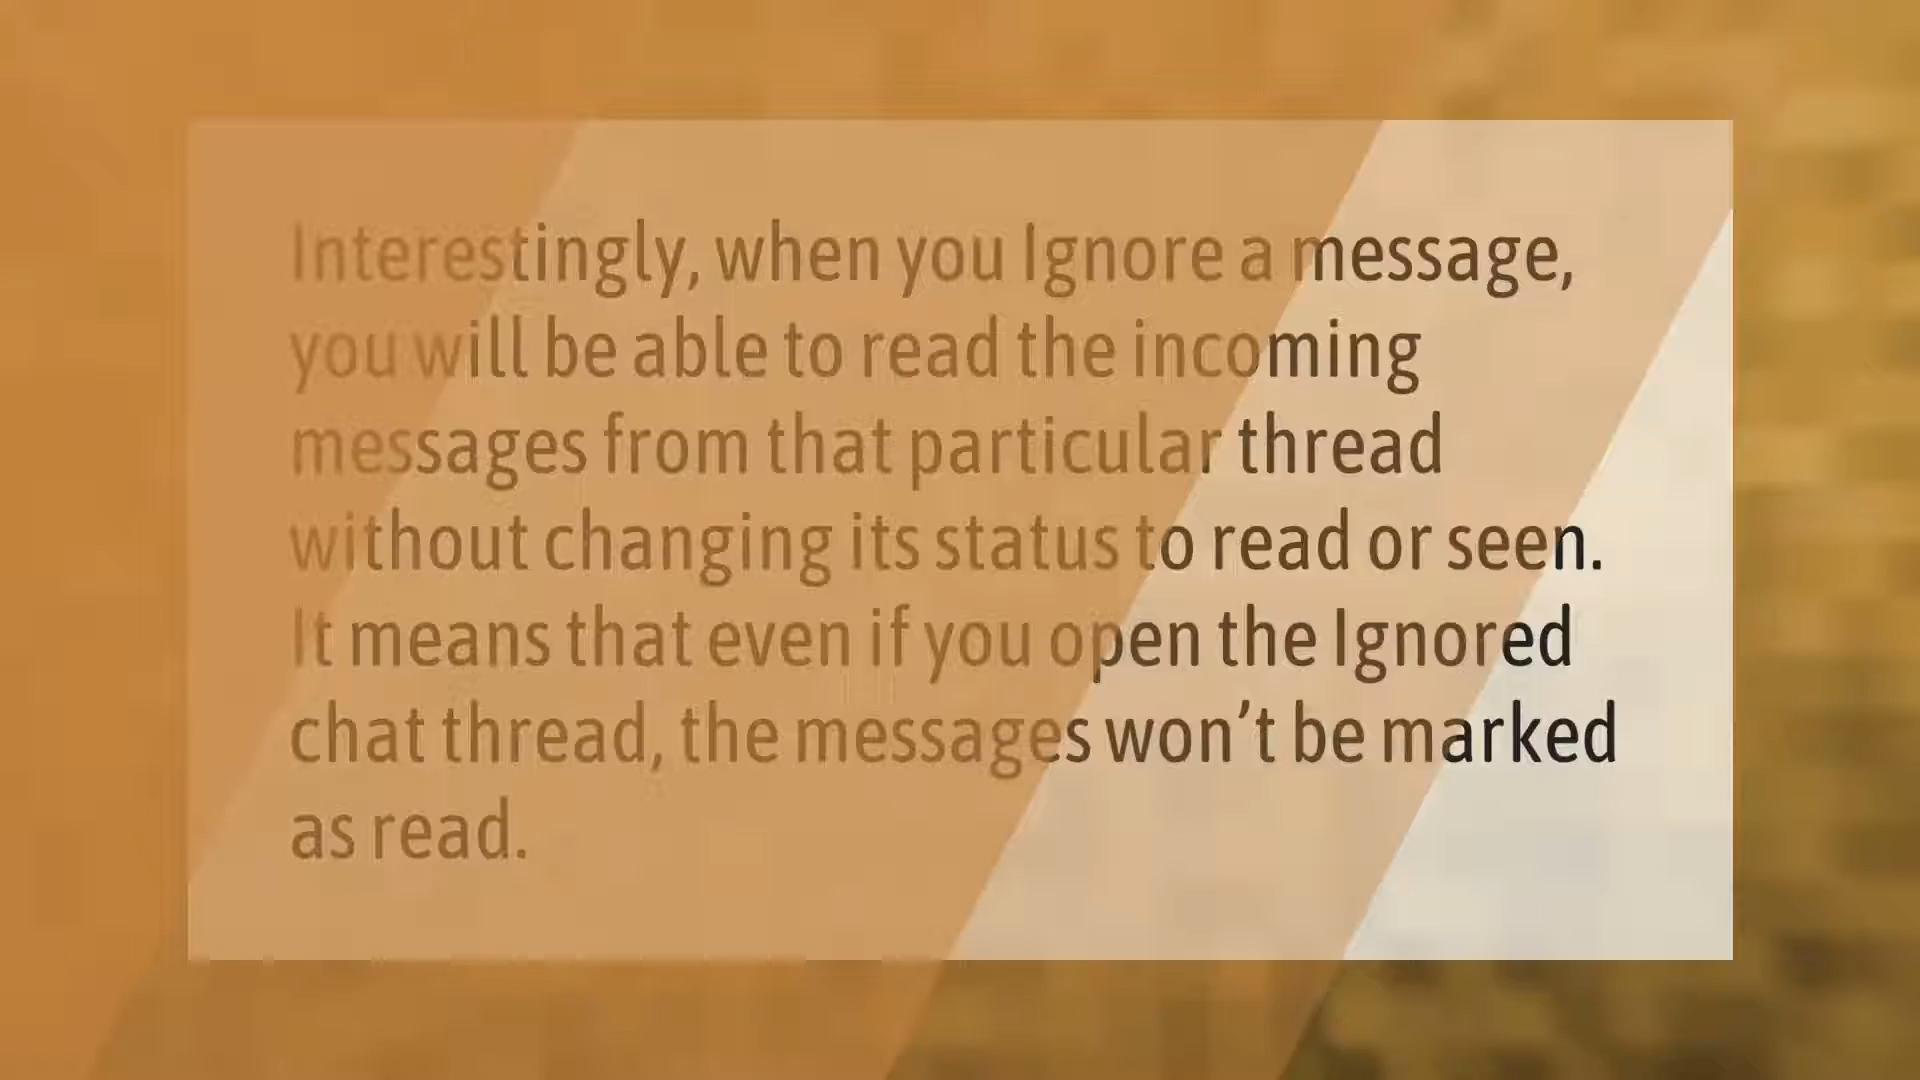 Interestingly, when you Ignore a message,
you will be able to read the incoming
messages from that particular thread
without changing its status to read or seen.
It means that even if you open the Ignored
chat thread, the messages won’t be marked
as read.